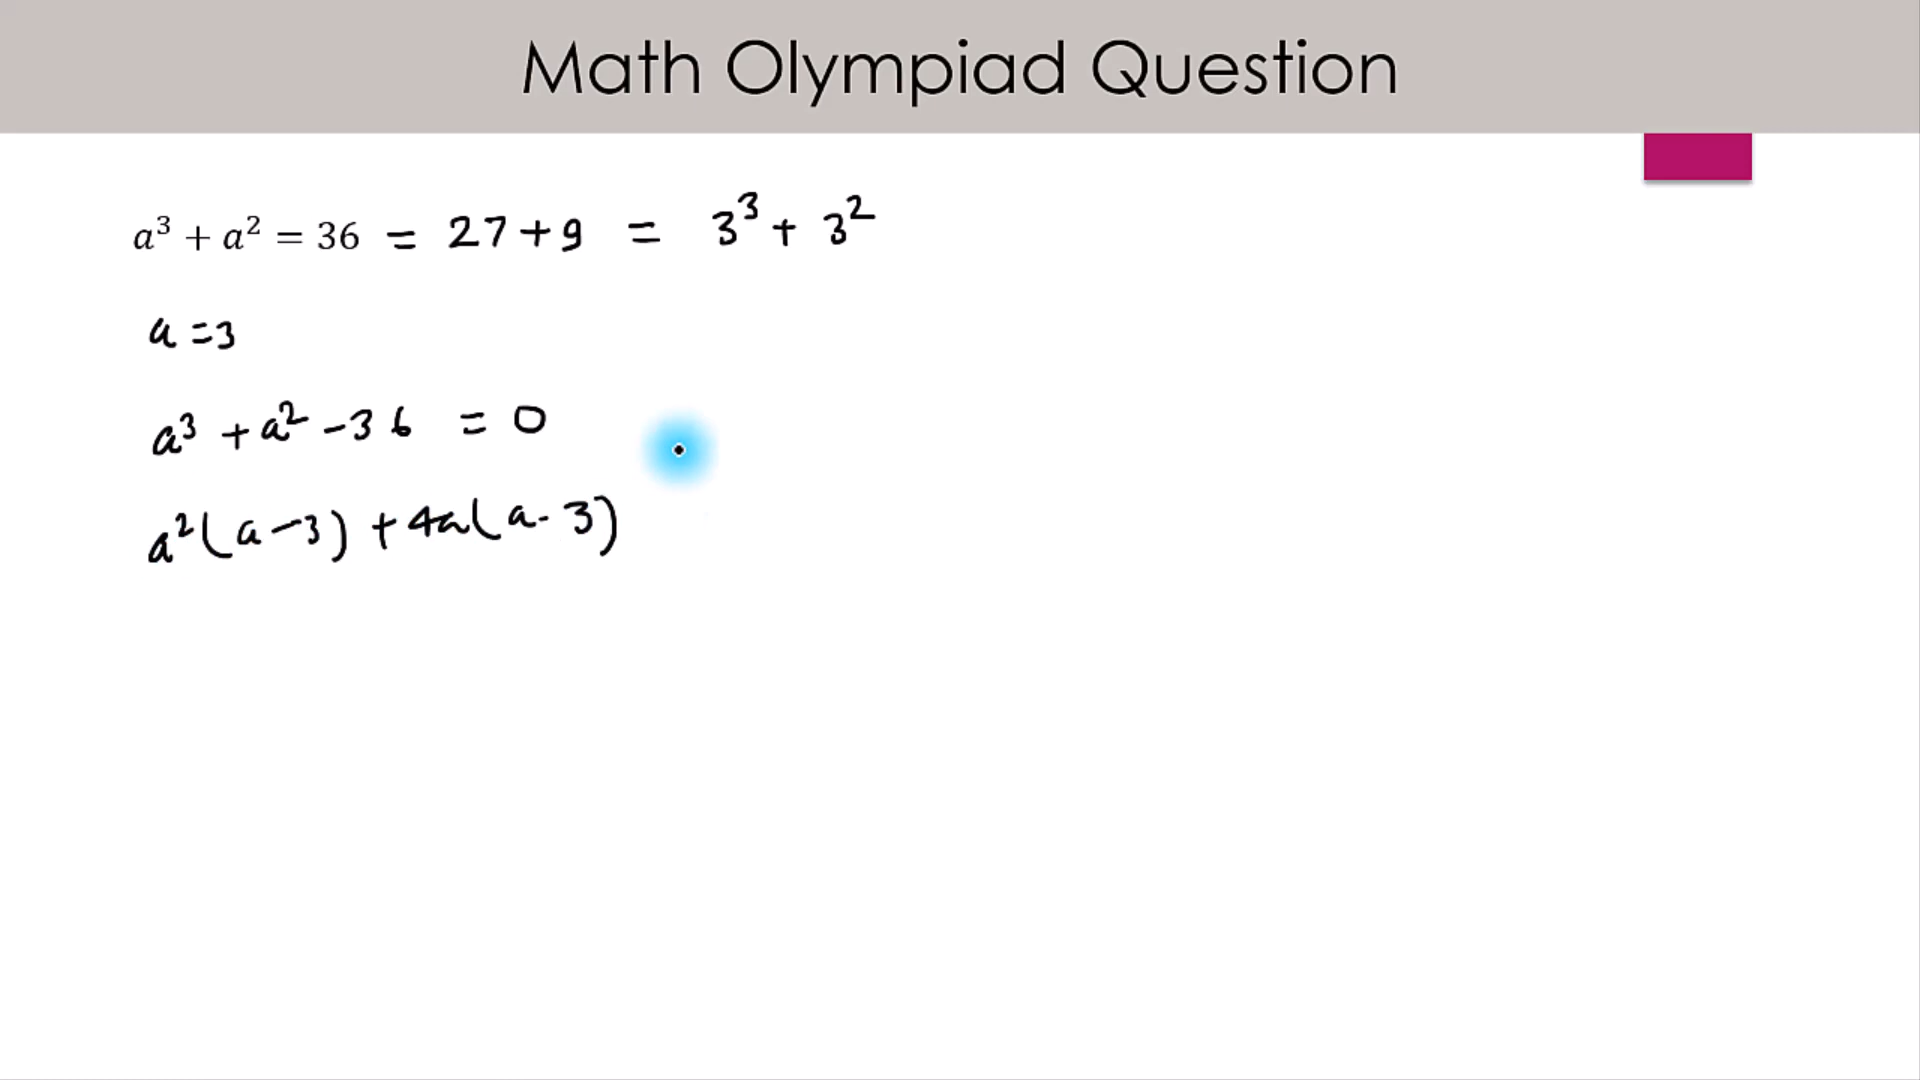 Math Olympiad Question
a³ + a² = 36 = 27 + 9 = 3³ + 3²
a = 3
a³ + a² - 36 = 0
a²(a - 3) + 4a(a - 3)